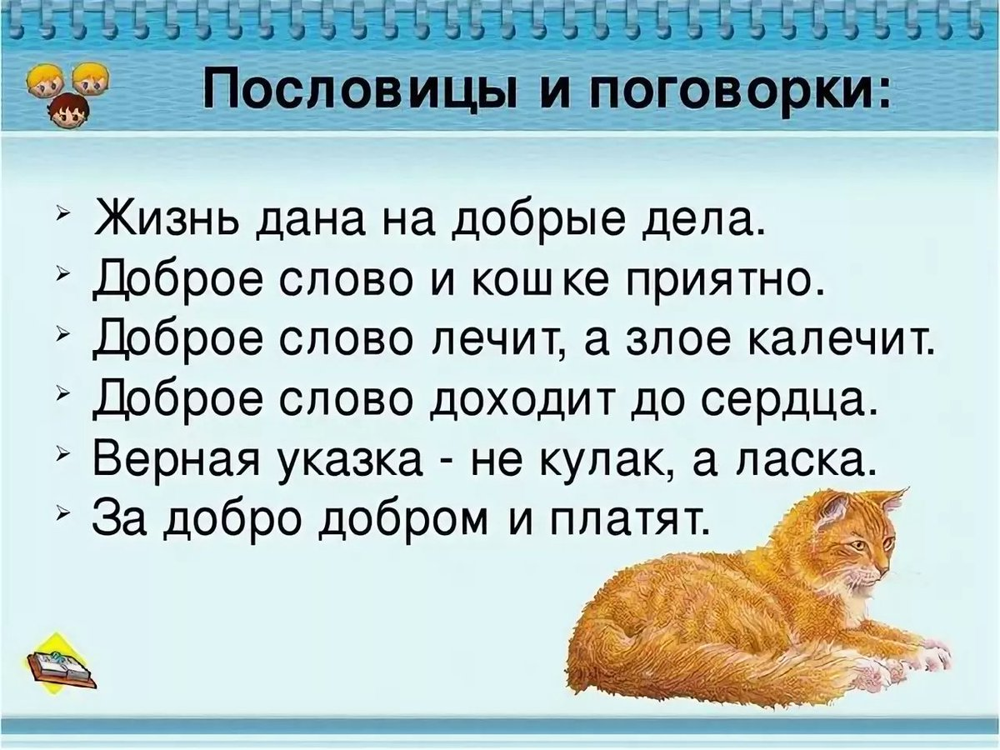 Пословицы и поговорки:
Жизнь дана на добрые дела.
Доброе слово и кошке приятно.
Доброе слово лечит, а злое калечит.
Доброе слово доходит до сердца.
Верная указка - не кулак, а ласка.
За добро добром и платят.